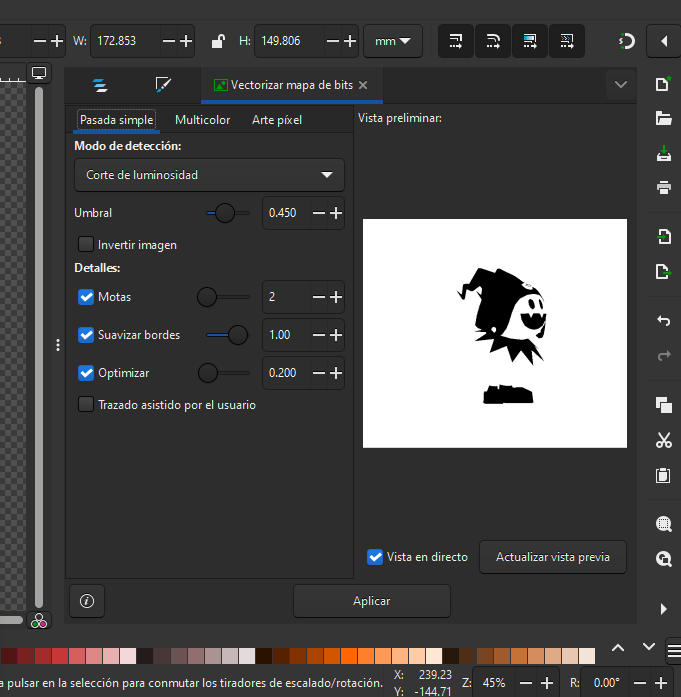 W: 172.853 H: 149.806 mm
Vectorizar mapa de bits
Pasada simple Multicolor Arte píxel
Vista preliminar:
Modo de detección:
Corte de luminosidad
Umbral 0.450
Invertir imagen
Detalles:
Motas 2
Suavizar bordes 1.00
Optimizar 0.200
Trazado asistido por el usuario
Vista en directo Actualizar vista previa
Aplicar
a pulsar en la selección para conmutar los tiradores de escalado/rotación.
X: 239.23
Y: -144.71
Z: 45% R: 0.00°